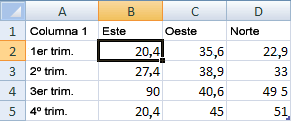 A B C D
1 Columna 1 Este Oeste Norte
2 1er trim. 20,4 35,6 22,9
3 2º trim. 27,4 38,9 33
4 3er trim. 90 40,6 49 5
5 4º trim. 20,4 45 51